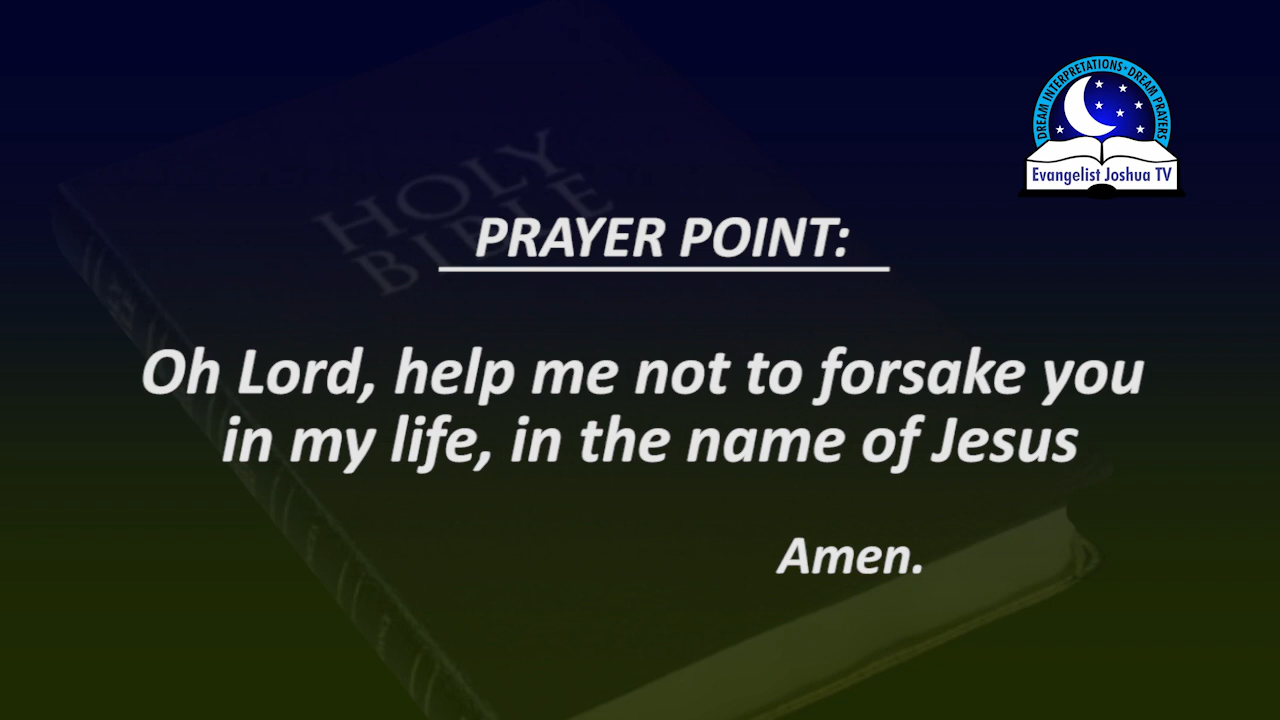 DREAM INTERPRETATIONS · DREAM PRAYERS
Evangelist Joshua TV
HOLY
BIBLE
PRAYER POINT:
Oh Lord, help me not to forsake you
in my life, in the name of Jesus
Amen.